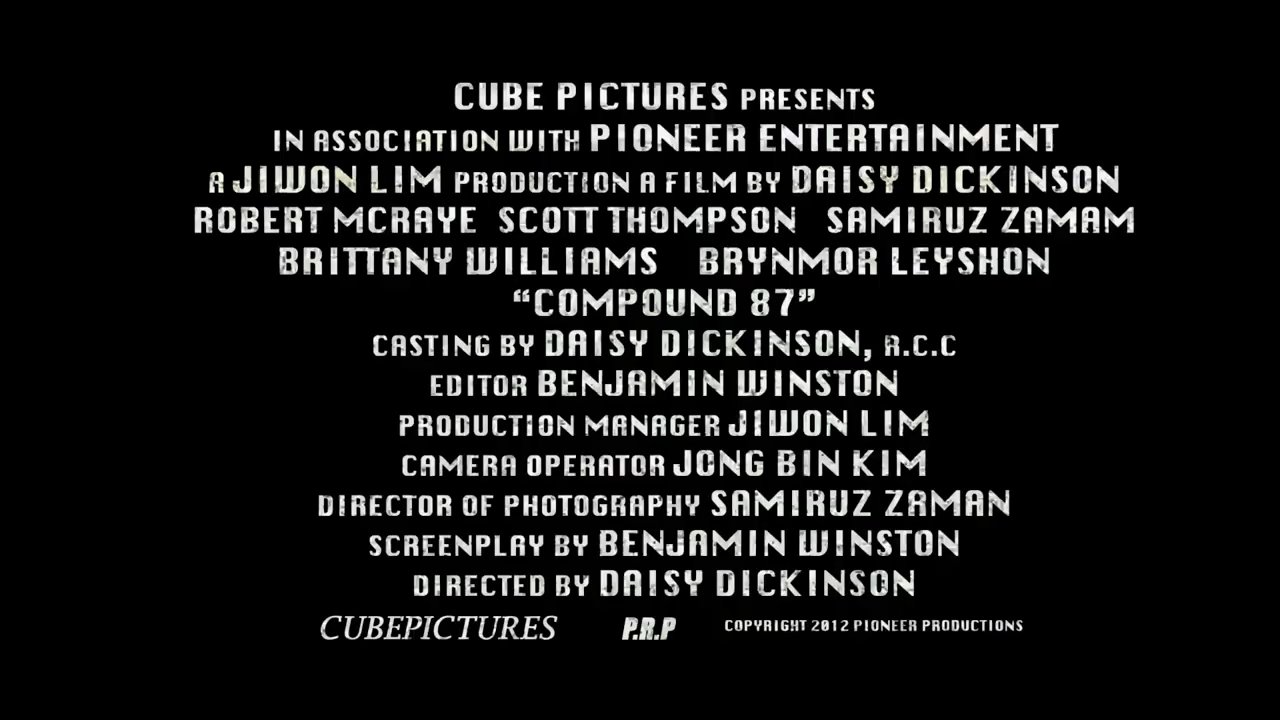 CUBE PICTURES PRESENTS
IN ASSOCIATION WITH PIONEER ENTERTAINMENT
A JIWON LIM PRODUCTION A FILM BY DAISY DICKINSON
ROBERT MCRAYE SCOTT THOMPSON SAMIRUZ ZAMAM
BRITTANY WILLIAMS BRYNMOR LEYSHON
“COMPOUND 87”
CASTING BY DAISY DICKINSON, R.C.C
EDITOR BENJAMIN WINSTON
PRODUCTION MANAGER JIWON LIM
CAMERA OPERATOR JONG BIN KIM
DIRECTOR OF PHOTOGRAPHY SAMIRUZ ZAMAN
SCREENPLAY BY BENJAMIN WINSTON
DIRECTED BY DAISY DICKINSON
CUBEPICTURES P.R.P COPYRIGHT 2012 PIONEER PRODUCTIONS